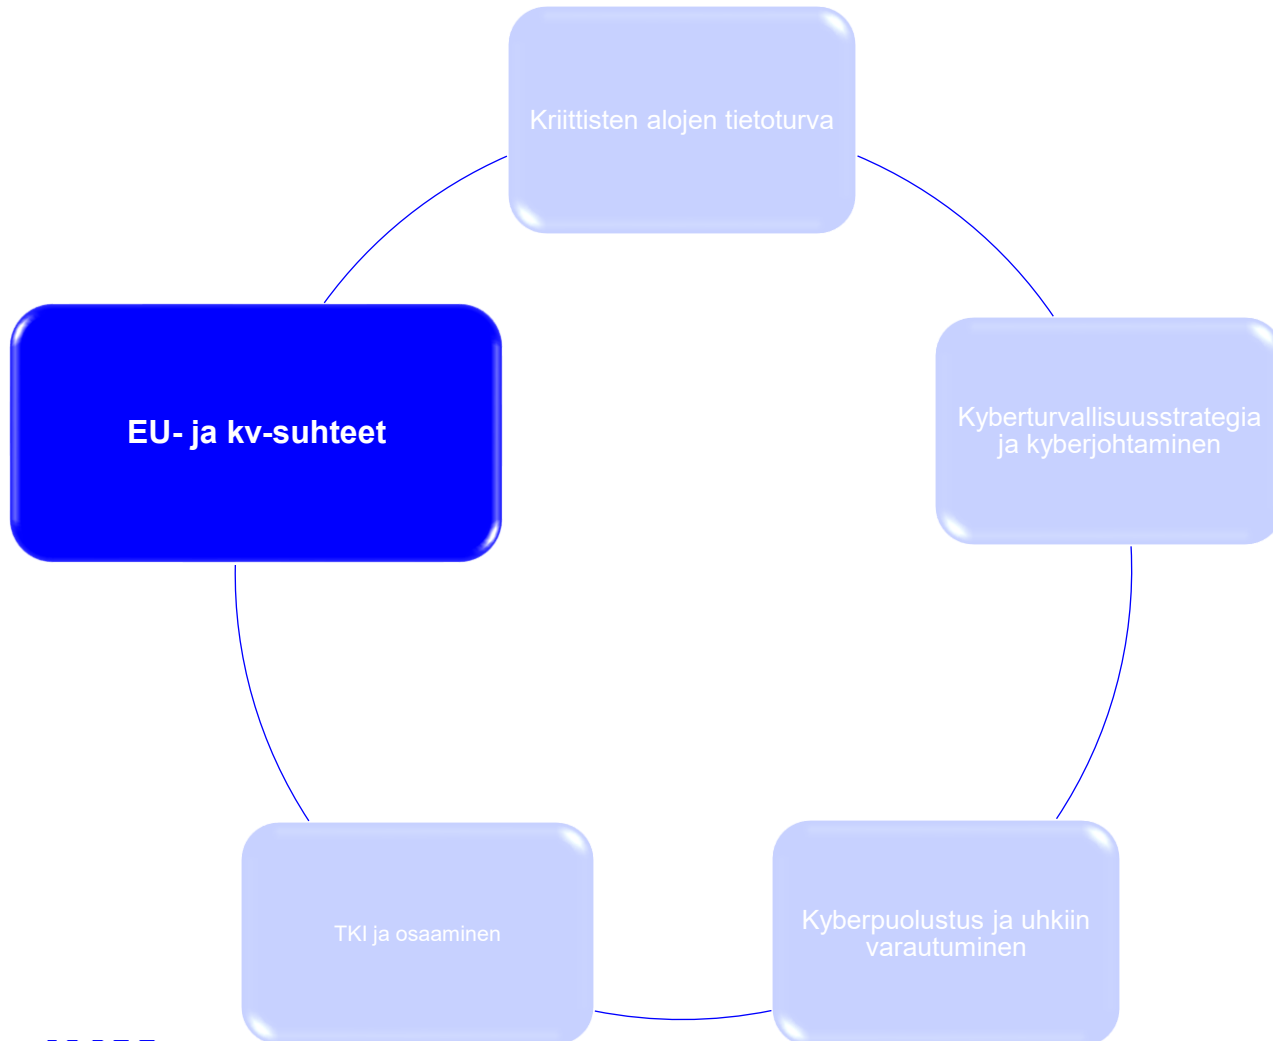 Kriittisten alojen tietoturva
EU- ja kv-suhteet
Kyberturvallisuusstrategia
ja kyberjohtaminen
TKI ja osaaminen
Kyberpuolustus ja uhkiin
varautuminen